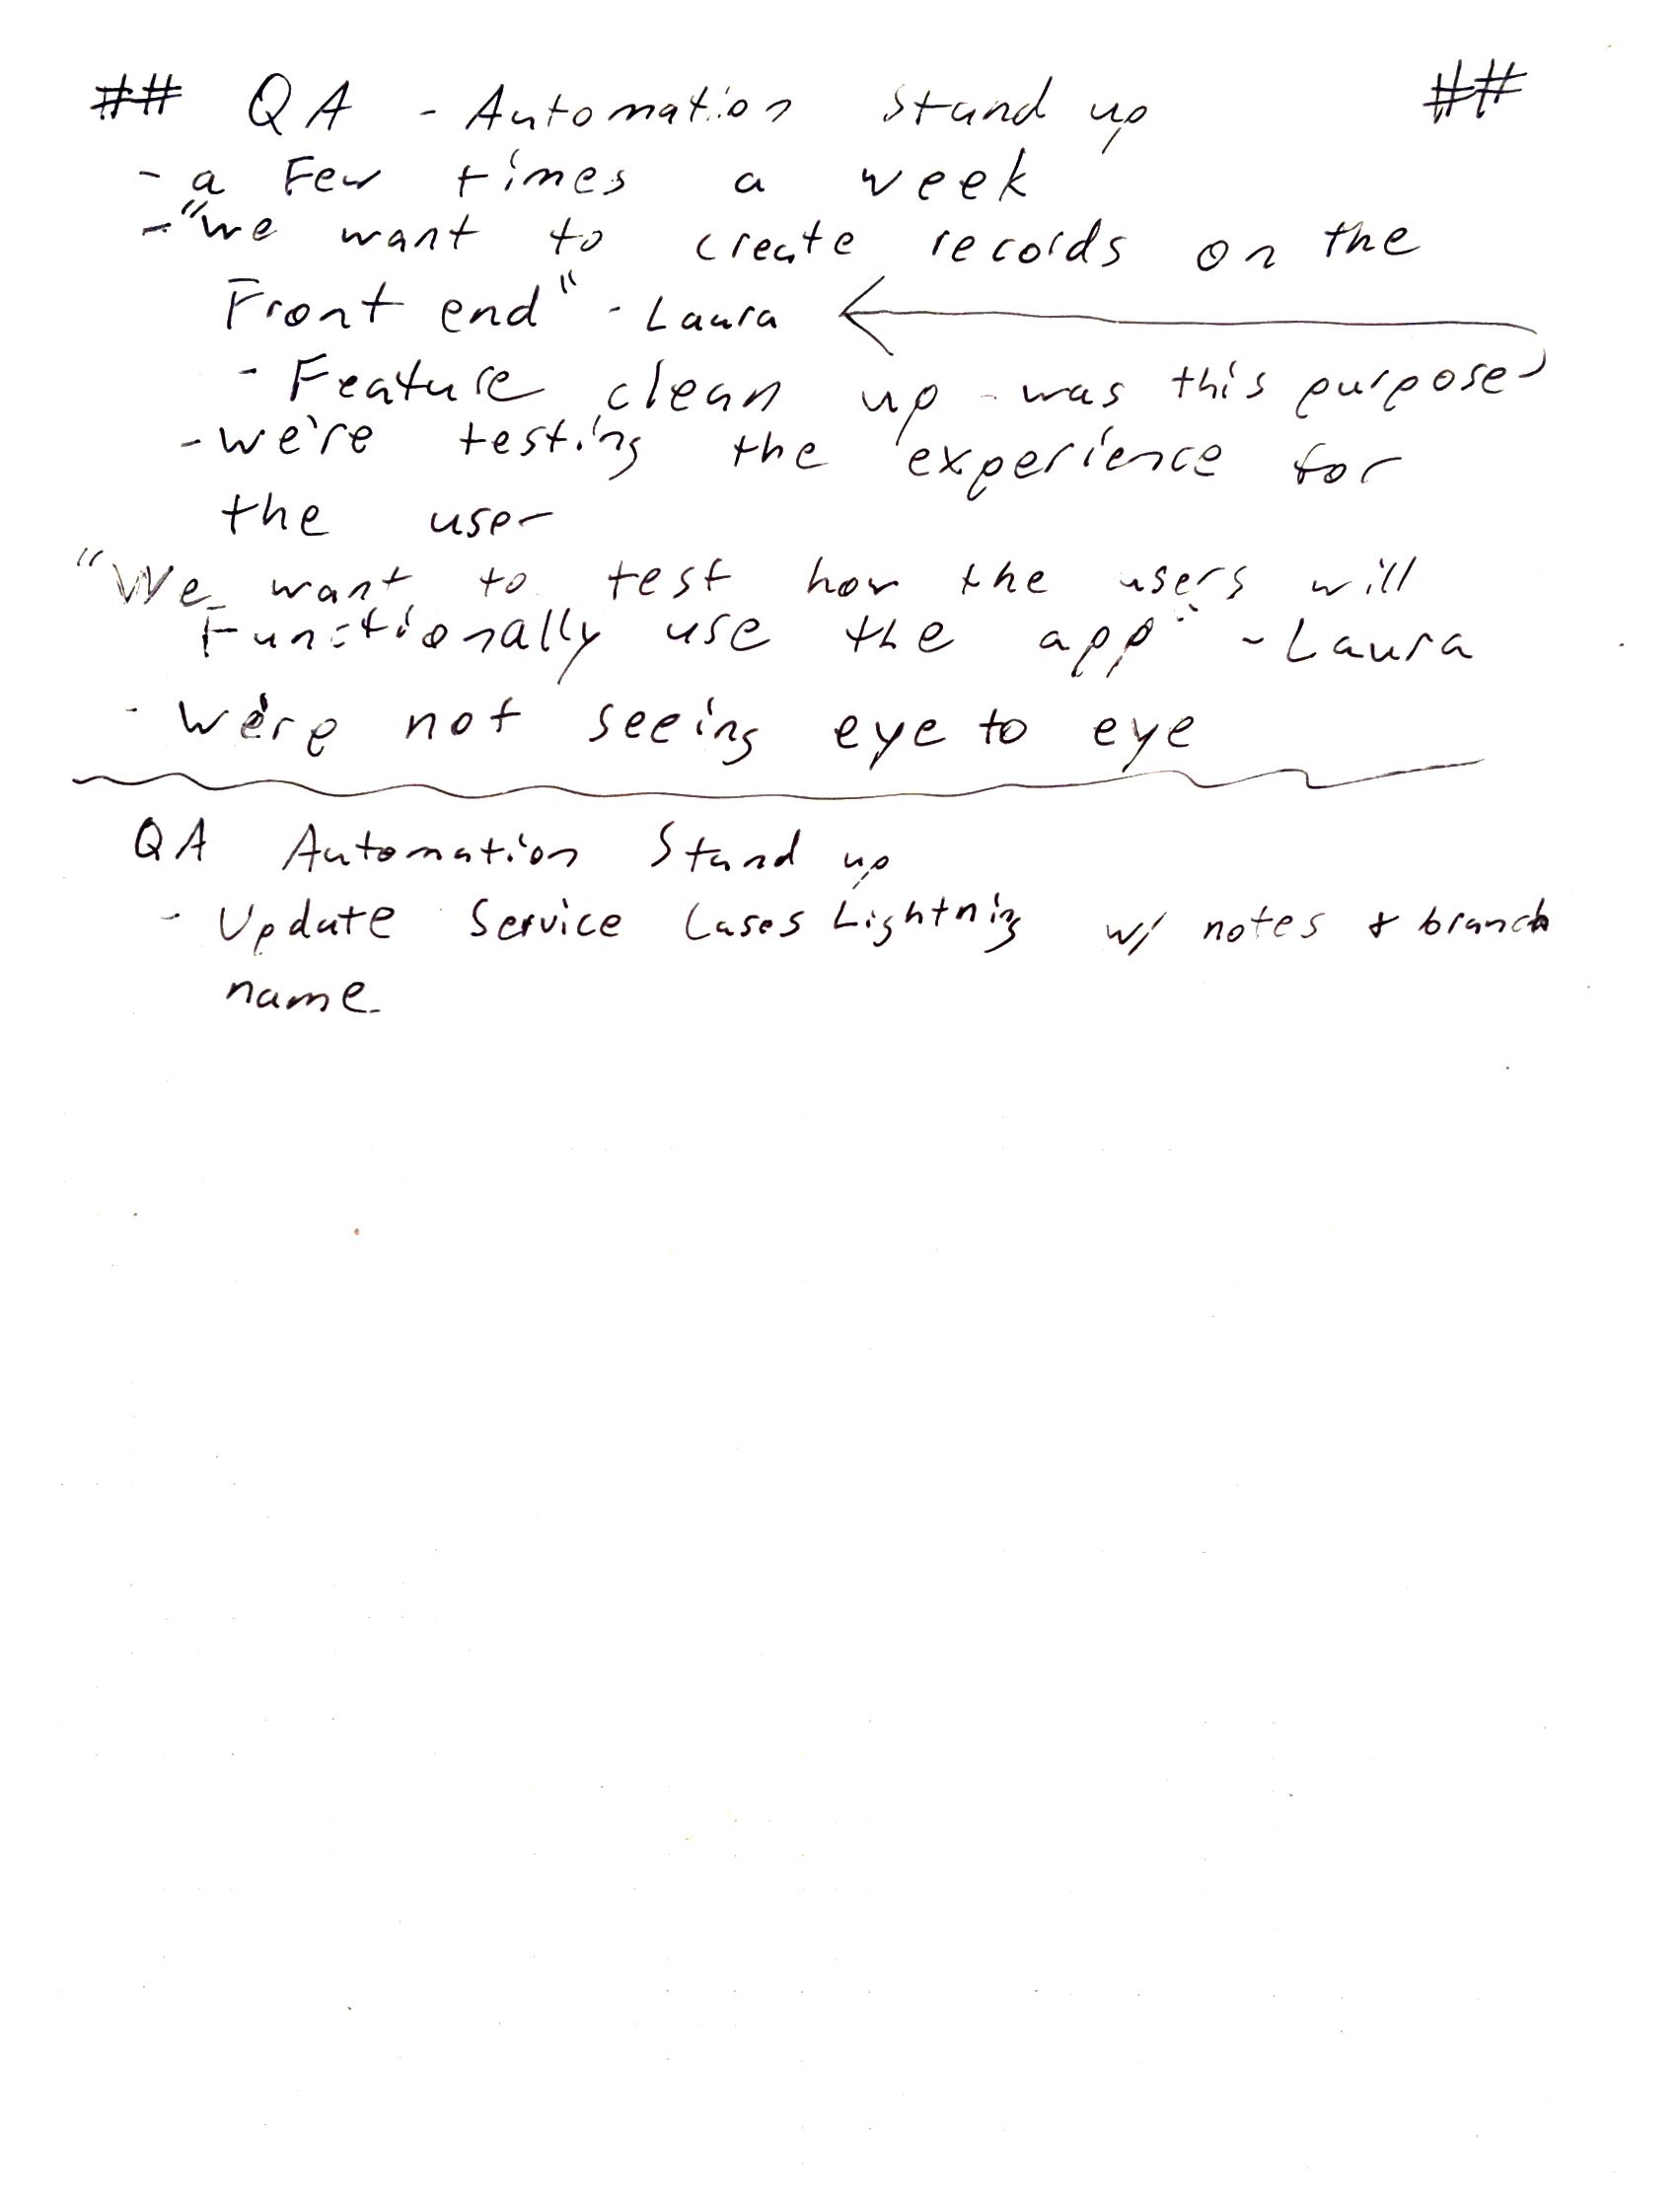 ## QA - Automation Stand up ##
- a Few times a week
- "we want to create records on the
Front end" - Laura
- Feature clean up - was this purpose
- we're testing the experience for
the user
"We want to test how the users will
Functionally use the app" - Laura
- We're not seeing eye to eye
QA Automation Stand up
- Update Service Cases Lightning w/ notes & branch
name